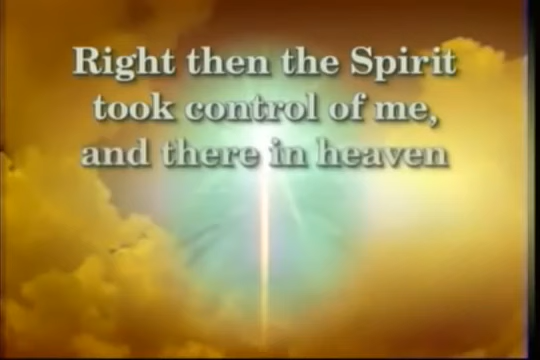 Right then the Spirit
took control of me,
and there in heaven